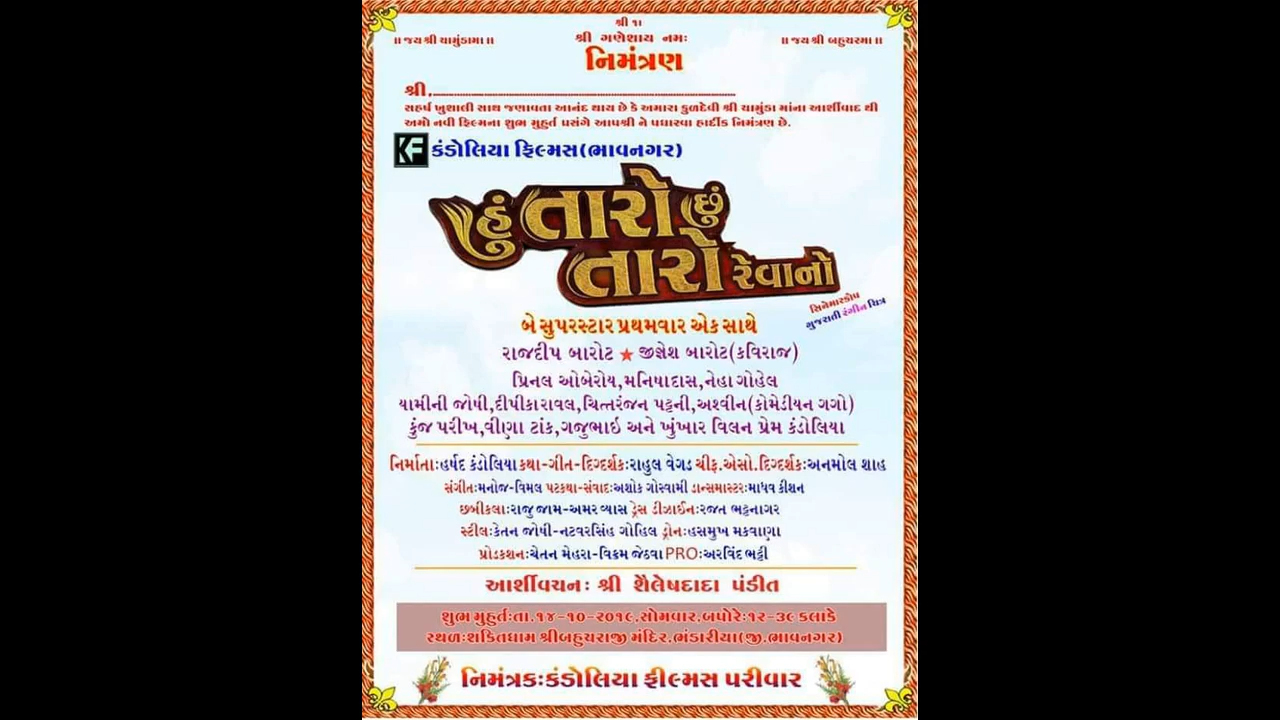 શ્રી ૧ા
॥ જય શ્રી ચામુંડામા ॥ શ્રી ગણેશાય નમઃ ॥ જય શ્રી બહુચરમા ॥
નિમંત્રણ
શ્રી,
સહર્ષ ખુશાલી સાથ જણાવતા આનંદ થાય છે કે અમારા કુળદેવી શ્રી ચામુંડા માંના આર્શીવાદ થી
અમો નવી ફિલ્મના શુભ મુહુર્ત પ્રસંગે આપશ્રી ને પધારવા હાર્દીક નિમંત્રણ છે.
KF કંડોલિયા ફિલ્મસ(ભાવનગર)
હું તારો છું
તારો રેવાનો
સિનેમાસ્કોપ
ગુજરાતી રંગીન ચિત્ર
બે સુપરસ્ટાર પ્રથમવાર એક સાથે
રાજદીપ બારોટ ★ જીજ્ઞેશ બારોટ(કવિરાજ)
પ્રિનલ ઓબેરોય,મનિષાદાસ,નેહા ગોહેલ
યામીની જોષી,દીપીકારાવલ,ચિત્તરંજન પટ્ટની,અશ્વીન(કોમેડીયન ગગો)
કુંજ પરીખ,વીણા ટાંક,ગજુભાઇ અને ખુંખાર વિલન પ્રેમ કંડોલિયા
નિર્માતાઃહર્ષદ કંડોલિયા કથા-ગીત-દિગ્દર્શકઃરાહુલ વેગડ ચીફ.એસો.દિગ્દર્શકઃઅનમોલ શાહ
સંગીતઃમનોજ-વિમલ પટકથા-સંવાદઃઅશોક ગોસ્વામી ડાન્સમાસ્ટરઃમાધવ કીશન
છબીકલાઃરાજુ જામ-અમર વ્યાસ ડ્રેસ ડીઝાઈનઃરજત ભટ્ટનાગર
સ્ટીલઃકેતન જોષી-નટવરસિંહ ગોહિલ ડ્રોનઃહસમુખ મકવાણા
પ્રોડકશનઃચેતન મેહરા-વિક્રમ જેઠવા PROઃઅરવિંદ ભટ્ટી
આર્શીવચનઃ શ્રી શૈલેષદાદા પંડીત
શુભ મુહુર્તઃતા.૧૪-૧૦-૨૦૧૯.સોમવાર,બપોરેઃ૧૨-૩૯ કલાકે
સ્થળઃશકિતધામ શ્રીબહુચરાજી મંદિર.ભંડારીયા(જી.ભાવનગર)
નિમંત્રકઃકંડોલિયા ફીલ્મસ પરીવાર